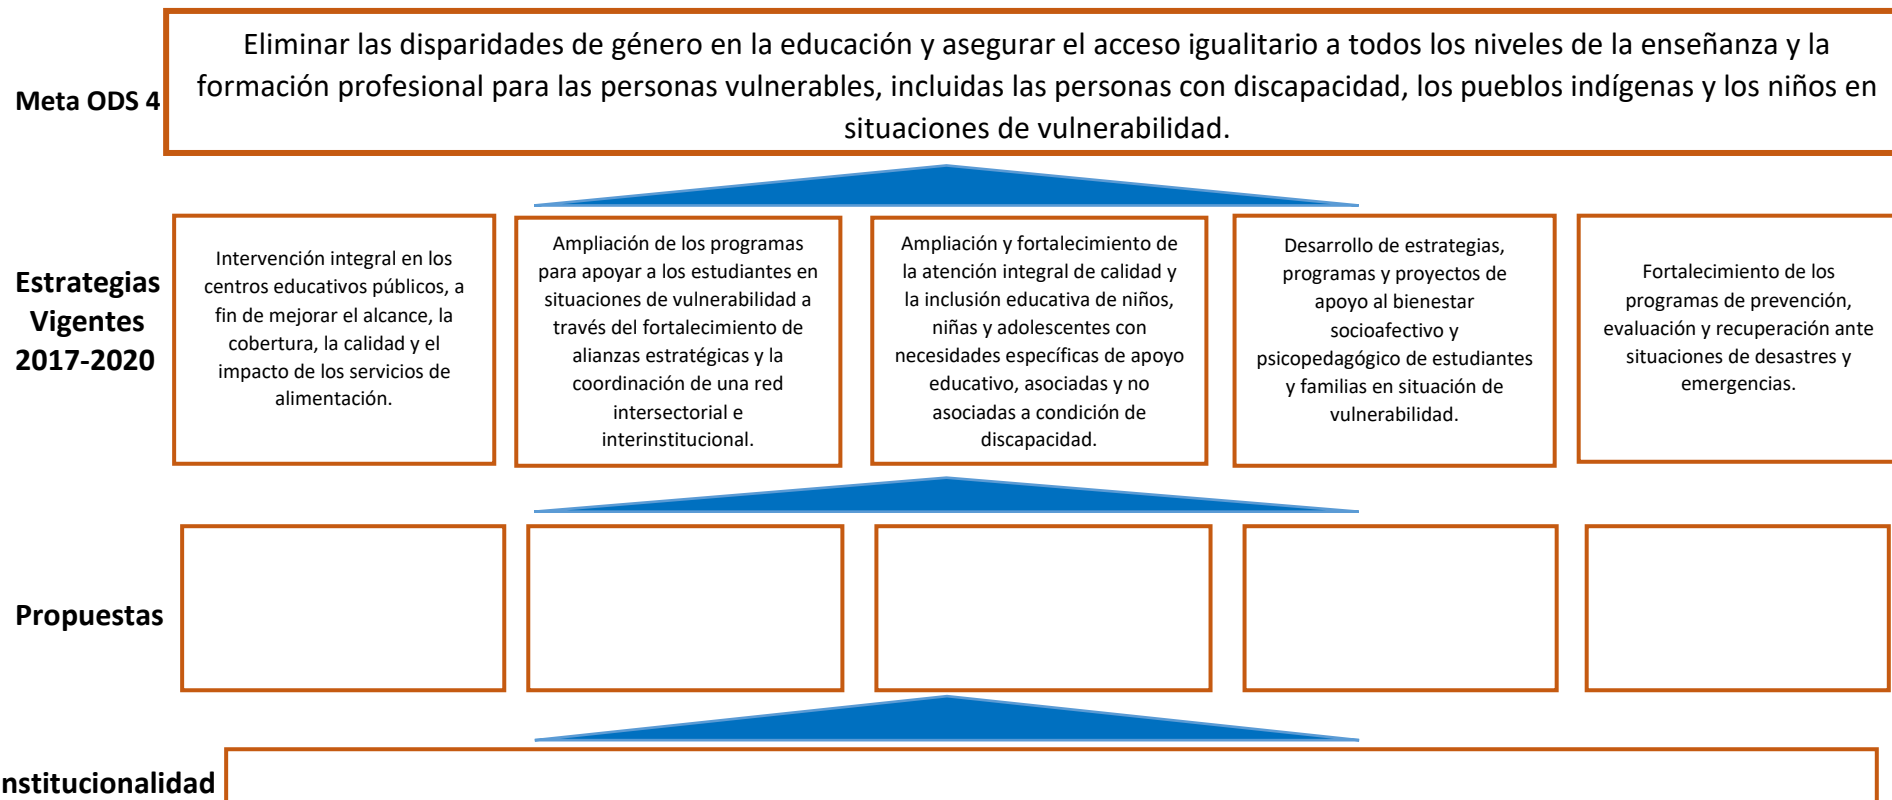 Meta ODS 4
Eliminar las disparidades de género en la educación y asegurar el acceso igualitario a todos los niveles de la enseñanza y la
formación profesional para las personas vulnerables, incluidas las personas con discapacidad, los pueblos indígenas y los niños en
situaciones de vulnerabilidad.
Estrategias
Vigentes
2017-2020
Intervención integral en los
centros educativos públicos, a
fin de mejorar el alcance, la
cobertura, la calidad y el
impacto de los servicios de
alimentación.
Ampliación de los programas
para apoyar a los estudiantes en
situaciones de vulnerabilidad a
través del fortalecimiento de
alianzas estratégicas y la
coordinación de una red
intersectorial e
interinstitucional.
Ampliación y fortalecimiento de
la atención integral de calidad y
la inclusión educativa de niños,
niñas y adolescentes con
necesidades específicas de apoyo
educativo, asociadas y no
asociadas a condición de
discapacidad.
Desarrollo de estrategias,
programas y proyectos de
apoyo al bienestar
socioafectivo y
psicopedagógico de estudiantes
y familias en situación de
vulnerabilidad.
Fortalecimiento de los
programas de prevención,
evaluación y recuperación ante
situaciones de desastres y
emergencias.
Propuestas
nstitucionalidad